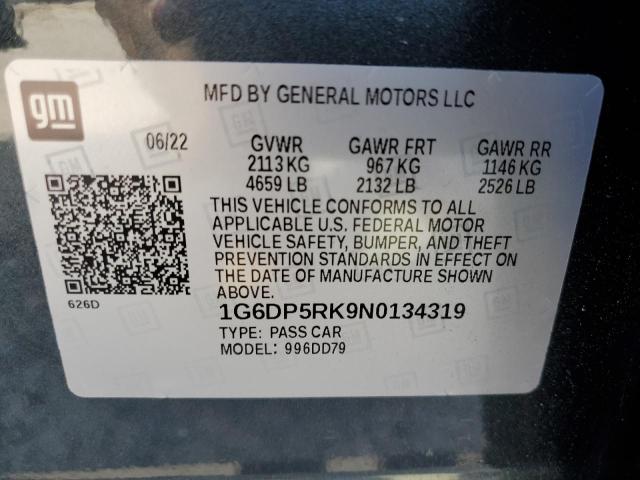 gm
MFD BY GENERAL MOTORS LLC
06/22
GVWR GAWR FRT GAWR RR
2113 KG 967 KG 1146 KG
4659 LB 2132 LB 2526 LB
THIS VEHICLE CONFORMS TO ALL
APPLICABLE U.S. FEDERAL MOTOR
VEHICLE SAFETY, BUMPER, AND THEFT
PREVENTION STANDARDS IN EFFECT ON
THE DATE OF MANUFACTURE SHOWN
ABOVE.
626D
1G6DP5RK9N0134319
TYPE: PASS CAR
MODEL: 996DD79